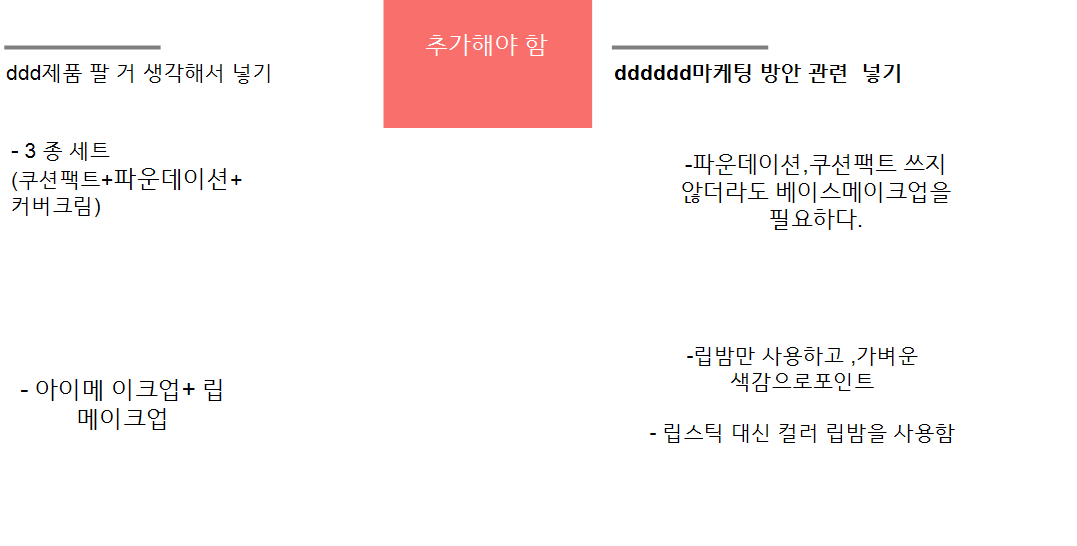 추가해야 함
ddd제품 팔 거 생각해서 넣기
- 3 종 세트
(쿠션팩트+파운데이션+
커버크림)
- 아이메 이크업+ 립
메이크업
dddddd마케팅 방안 관련  넣기
-파운데이션,쿠션팩트 쓰지
않더라도 베이스메이크업을
필요하다.
-립밤만 사용하고 ,가벼운
색감으로포인트
- 립스틱 대신 컬러 립밤을 사용함